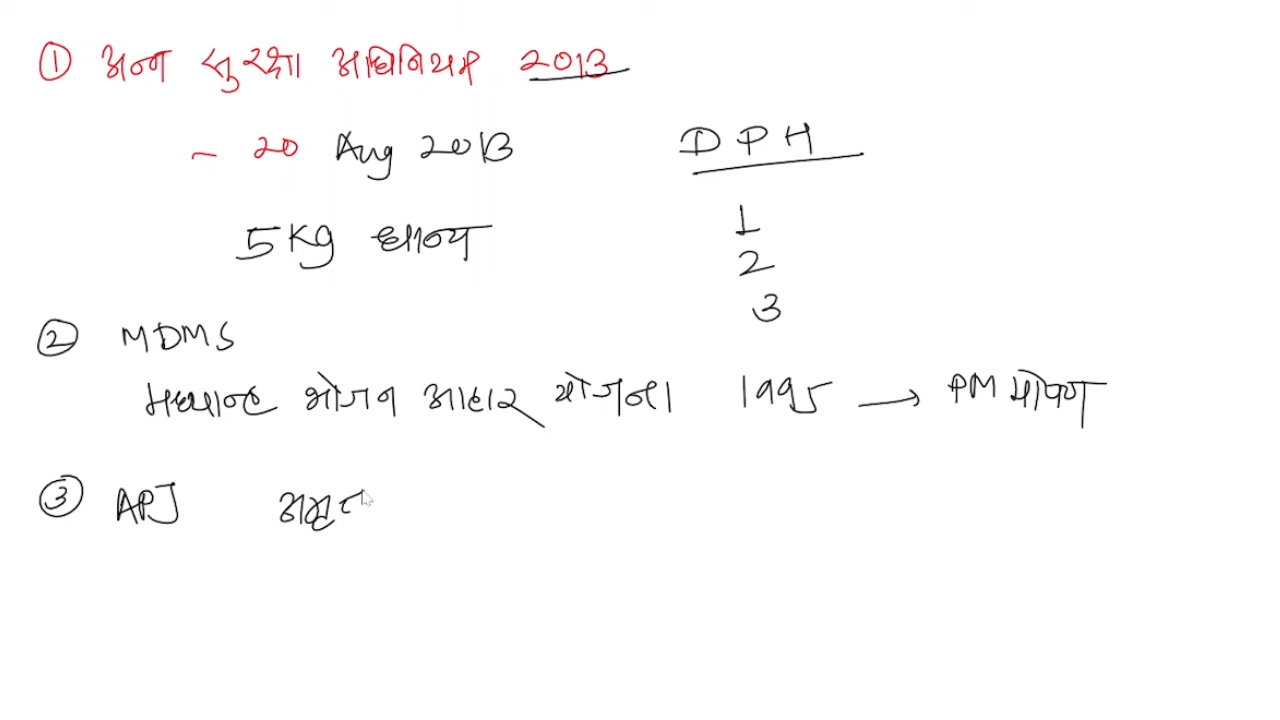 ① अन्न सुरक्षा अधिनियम 2013
- 20 Aug 2013
5 Kg धान्य
D P H
1
2
3
② MDMS
मध्यान्ह भोजन आहार योजना 1995 → PM पोषण
③ APJ अमृत